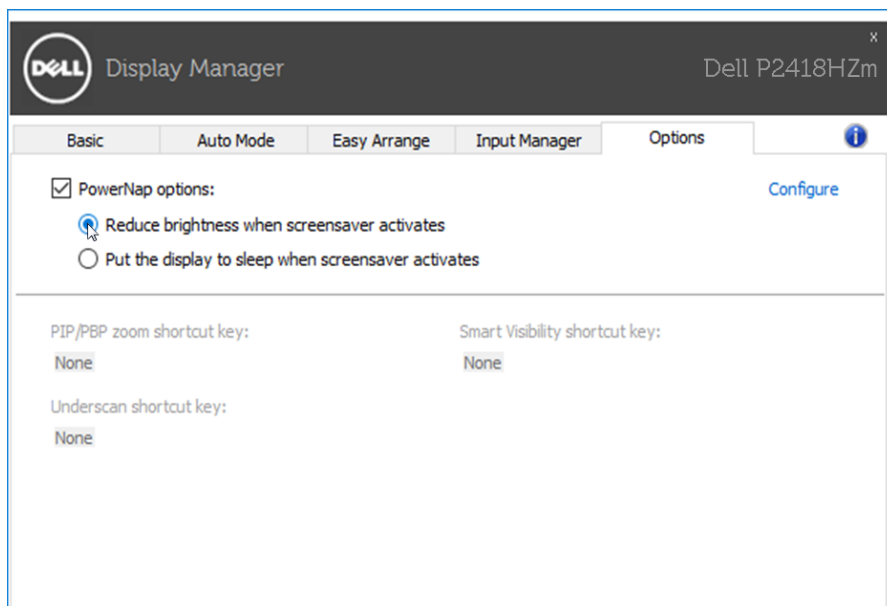 x
DELL Display Manager Dell P2418HZm
Basic Auto Mode Easy Arrange Input Manager Options i
PowerNap options: Configure
Reduce brightness when screensaver activates
Put the display to sleep when screensaver activates
PIP/PBP zoom shortcut key: Smart Visibility shortcut key:
None None
Underscan shortcut key:
None